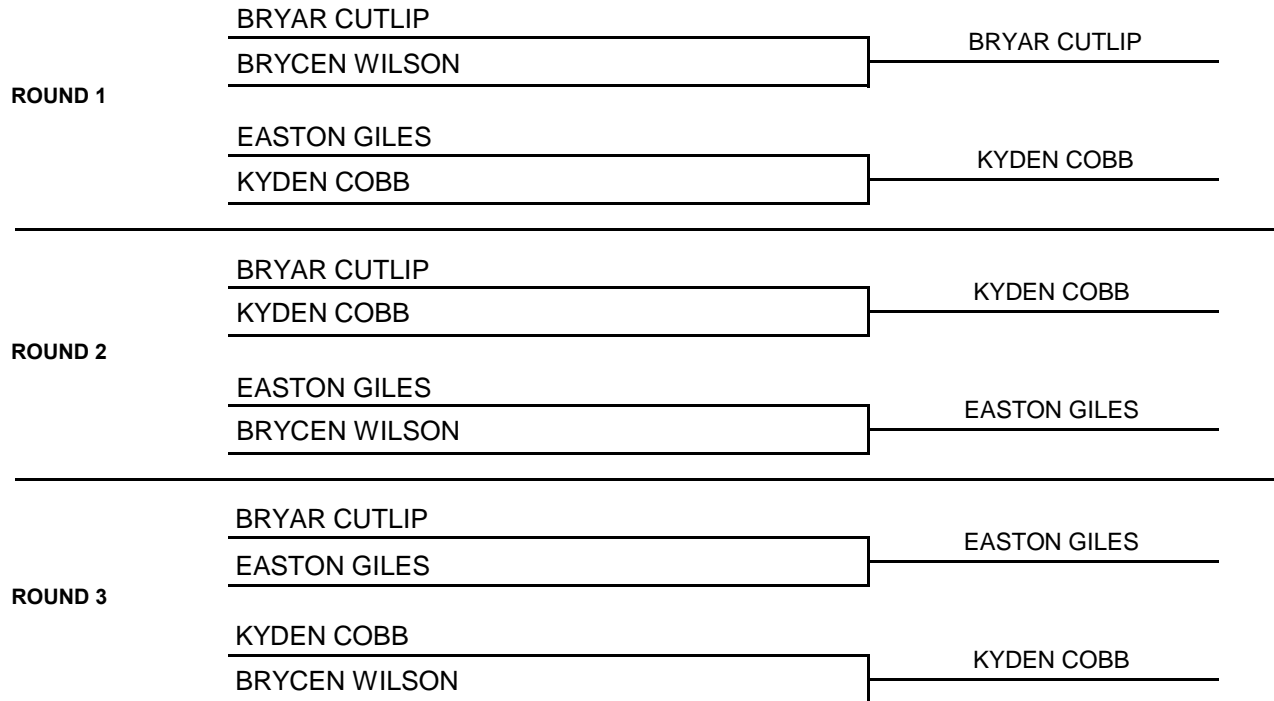 BRYAR CUTLIP
BRYAR CUTLIP
BRYCEN WILSON
ROUND 1
EASTON GILES
KYDEN COBB
KYDEN COBB
BRYAR CUTLIP
KYDEN COBB
KYDEN COBB
ROUND 2
EASTON GILES
EASTON GILES
BRYCEN WILSON
BRYAR CUTLIP
EASTON GILES
EASTON GILES
ROUND 3
KYDEN COBB
KYDEN COBB
BRYCEN WILSON